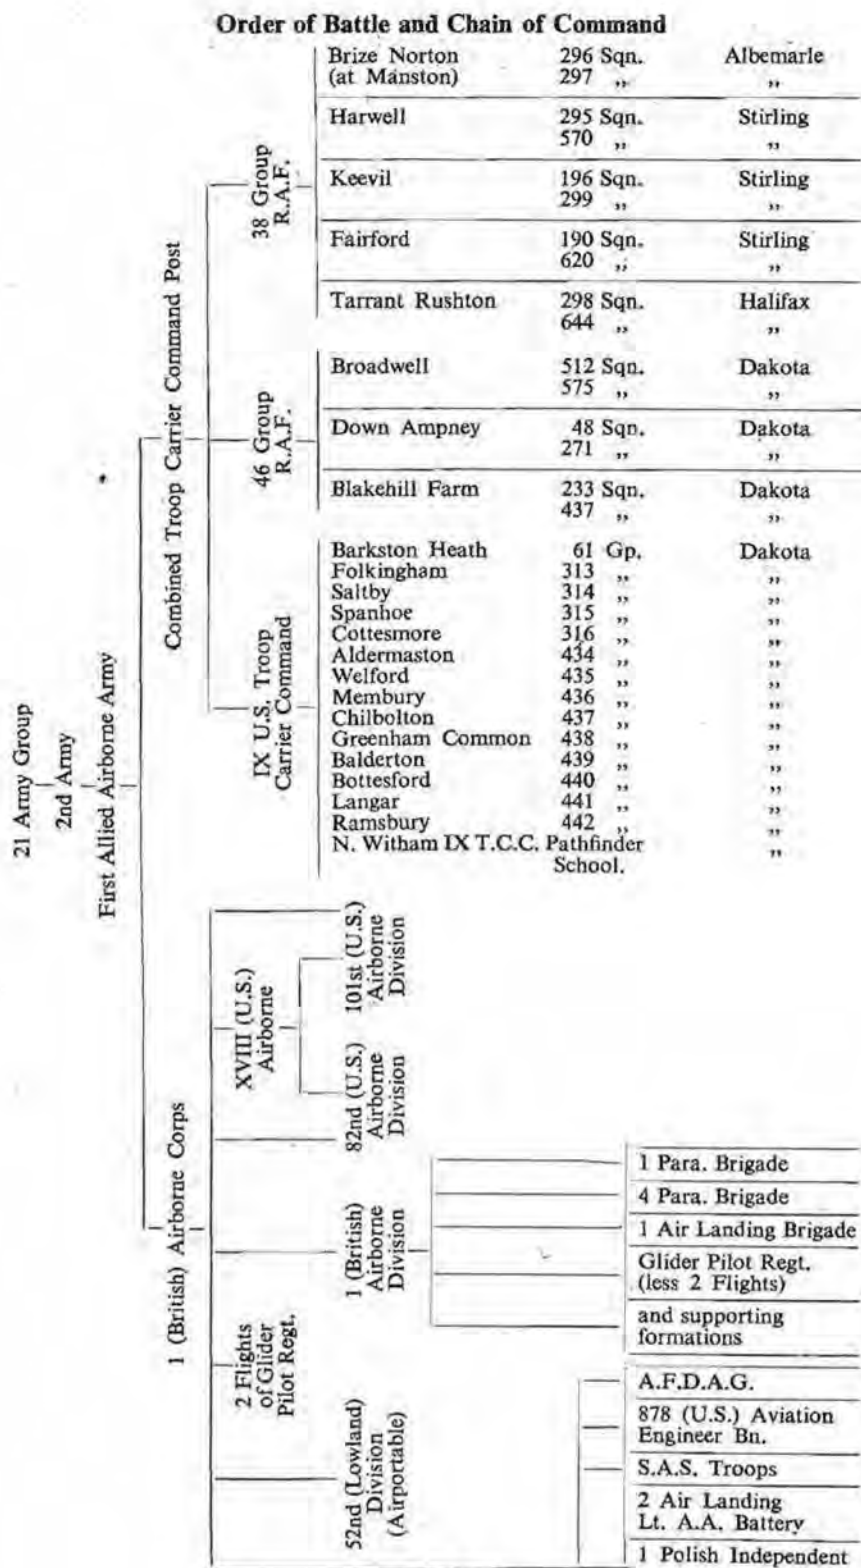 Order of Battle and Chain of Command
21 Army Group
2nd Army
First Allied Airborne Army
Combined Troop Carrier Command Post
38 Group
R.A.F.
Brize Norton 296 Sqn. Albemarle
(at Manston) 297 ,, ,,
Harwell 295 Sqn. Stirling
570 ,, ,,
Keevil 196 Sqn. Stirling
299 ,, ,,
Fairford 190 Sqn. Stirling
620 ,, ,,
Tarrant Rushton 298 Sqn. Halifax
644 ,, ,,
46 Group
R.A.F.
Broadwell 512 Sqn. Dakota
575 ,, ,,
Down Ampney 48 Sqn. Dakota
271 ,, ,,
Blakehill Farm 233 Sqn. Dakota
437 ,, ,,
IX U.S. Troop
Carrier Command
Barkston Heath 61 Gp. Dakota
Folkingham 313 ,, ,,
Saltby 314 ,, ,,
Spanhoe 315 ,, ,,
Cottesmore 316 ,, ,,
Aldermaston 434 ,, ,,
Welford 435 ,, ,,
Membury 436 ,, ,,
Chilbolton 437 ,, ,,
Greenham Common 438 ,, ,,
Balderton 439 ,, ,,
Bottesford 440 ,, ,,
Langar 441 ,, ,,
Ramsbury 442 ,, ,,
N. Witham IX T.C.C. Pathfinder ,,
School.
1 (British) Airborne Corps
XVIII (U.S.)
Airborne
101st (U.S.)
Airborne
Division
82nd (U.S.)
Airborne
Division
1 (British)
Airborne
Division
1 Para. Brigade
4 Para. Brigade
1 Air Landing Brigade
Glider Pilot Regt.
(less 2 Flights)
and supporting
formations
2 Flights
of Glider
Pilot Regt.
52nd (Lowland)
Division
(Airportable)
A.F.D.A.G.
878 (U.S.) Aviation
Engineer Bn.
S.A.S. Troops
2 Air Landing
Lt. A.A. Battery
1 Polish Independent